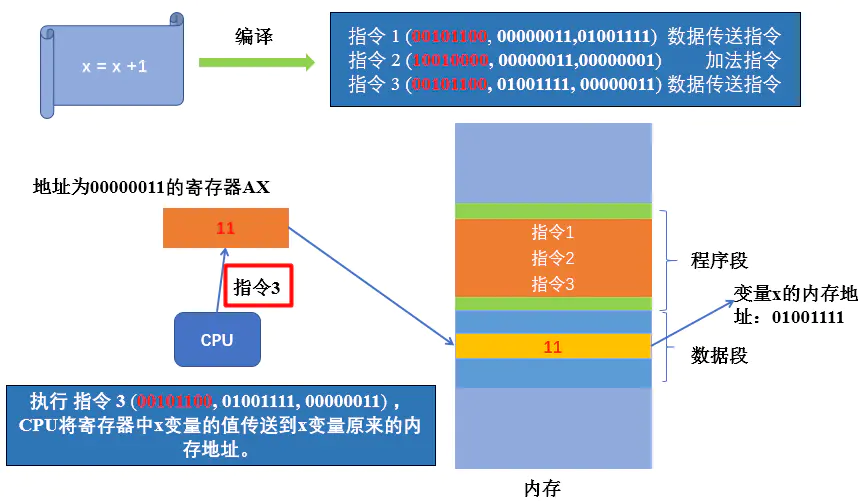 x = x +1
编译
指令 1 (00101100, 00000011,01001111) 数据传送指令
指令 2 (10010000, 00000011,00000001) 加法指令
指令 3 (00101100, 01001111, 00000011) 数据传送指令
地址为00000011的寄存器AX
11
指令3
CPU
执行 指令 3 (00101100, 01001111, 00000011) ，
CPU将寄存器中x变量的值传送到x变量原来的内
存地址。
指令1
指令2
指令3
程序段
变量x的内存地
址：01001111
11
数据段
内存